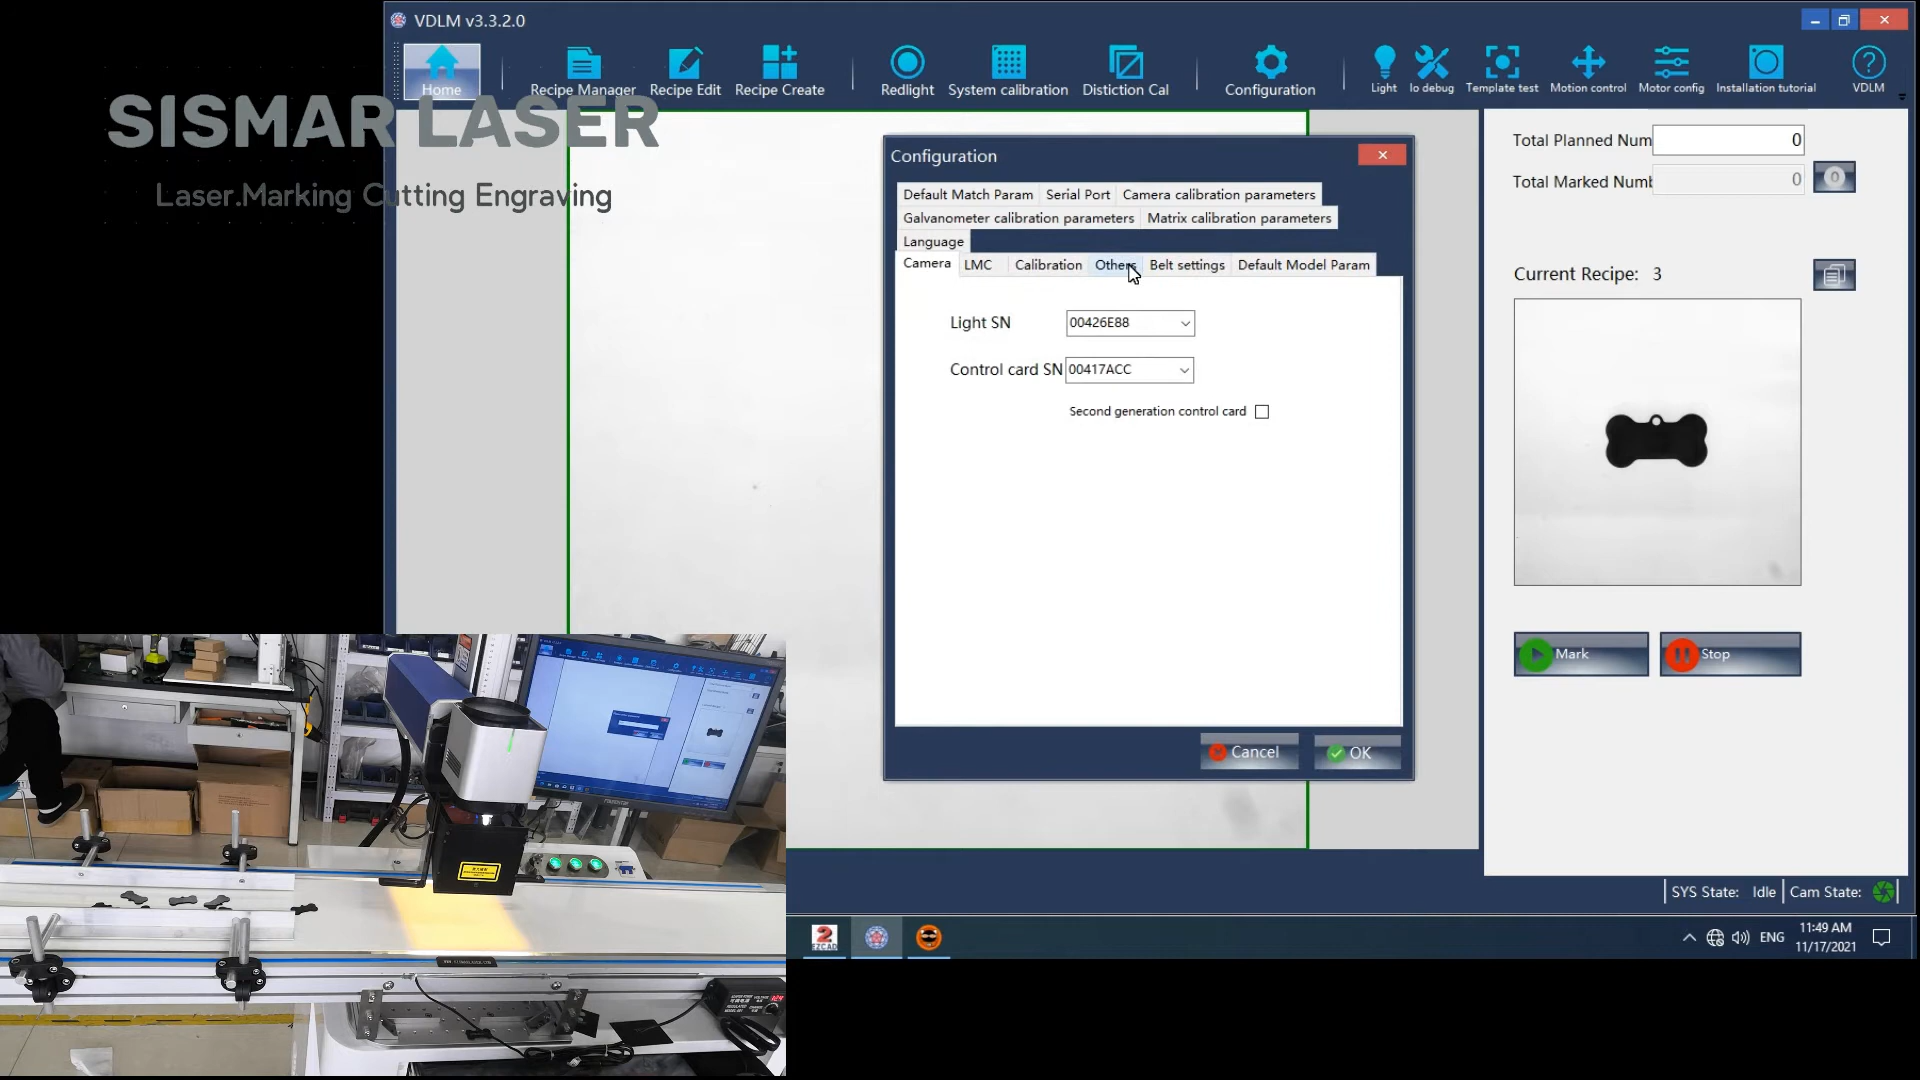 VDLM v3.3.2.0
Home
Recipe Manager
Recipe Edit
Recipe Create
Redlight
System calibration
Distiction Cal
Configuration
Light
Io debug
Template test
Motion control
Motor config
Installation tutorial
VDLM
SISMAR LASER
Laser.Marking Cutting Engraving
Configuration
Default Match Param
Serial Port
Camera calibration parameters
Galvanometer calibration parameters
Matrix calibration parameters
Language
Camera
LMC
Calibration
Others
Belt settings
Default Model Param
Light SN
00426E88
Control card SN
00417ACC
Second generation control card
Cancel
OK
Total Planned Num
0
Total Marked Numb
0
0
Current Recipe: 3
Mark
Stop
SYS State: Idle
Cam State:
2
EZCAD
ENG
11:49 AM
11/17/2021